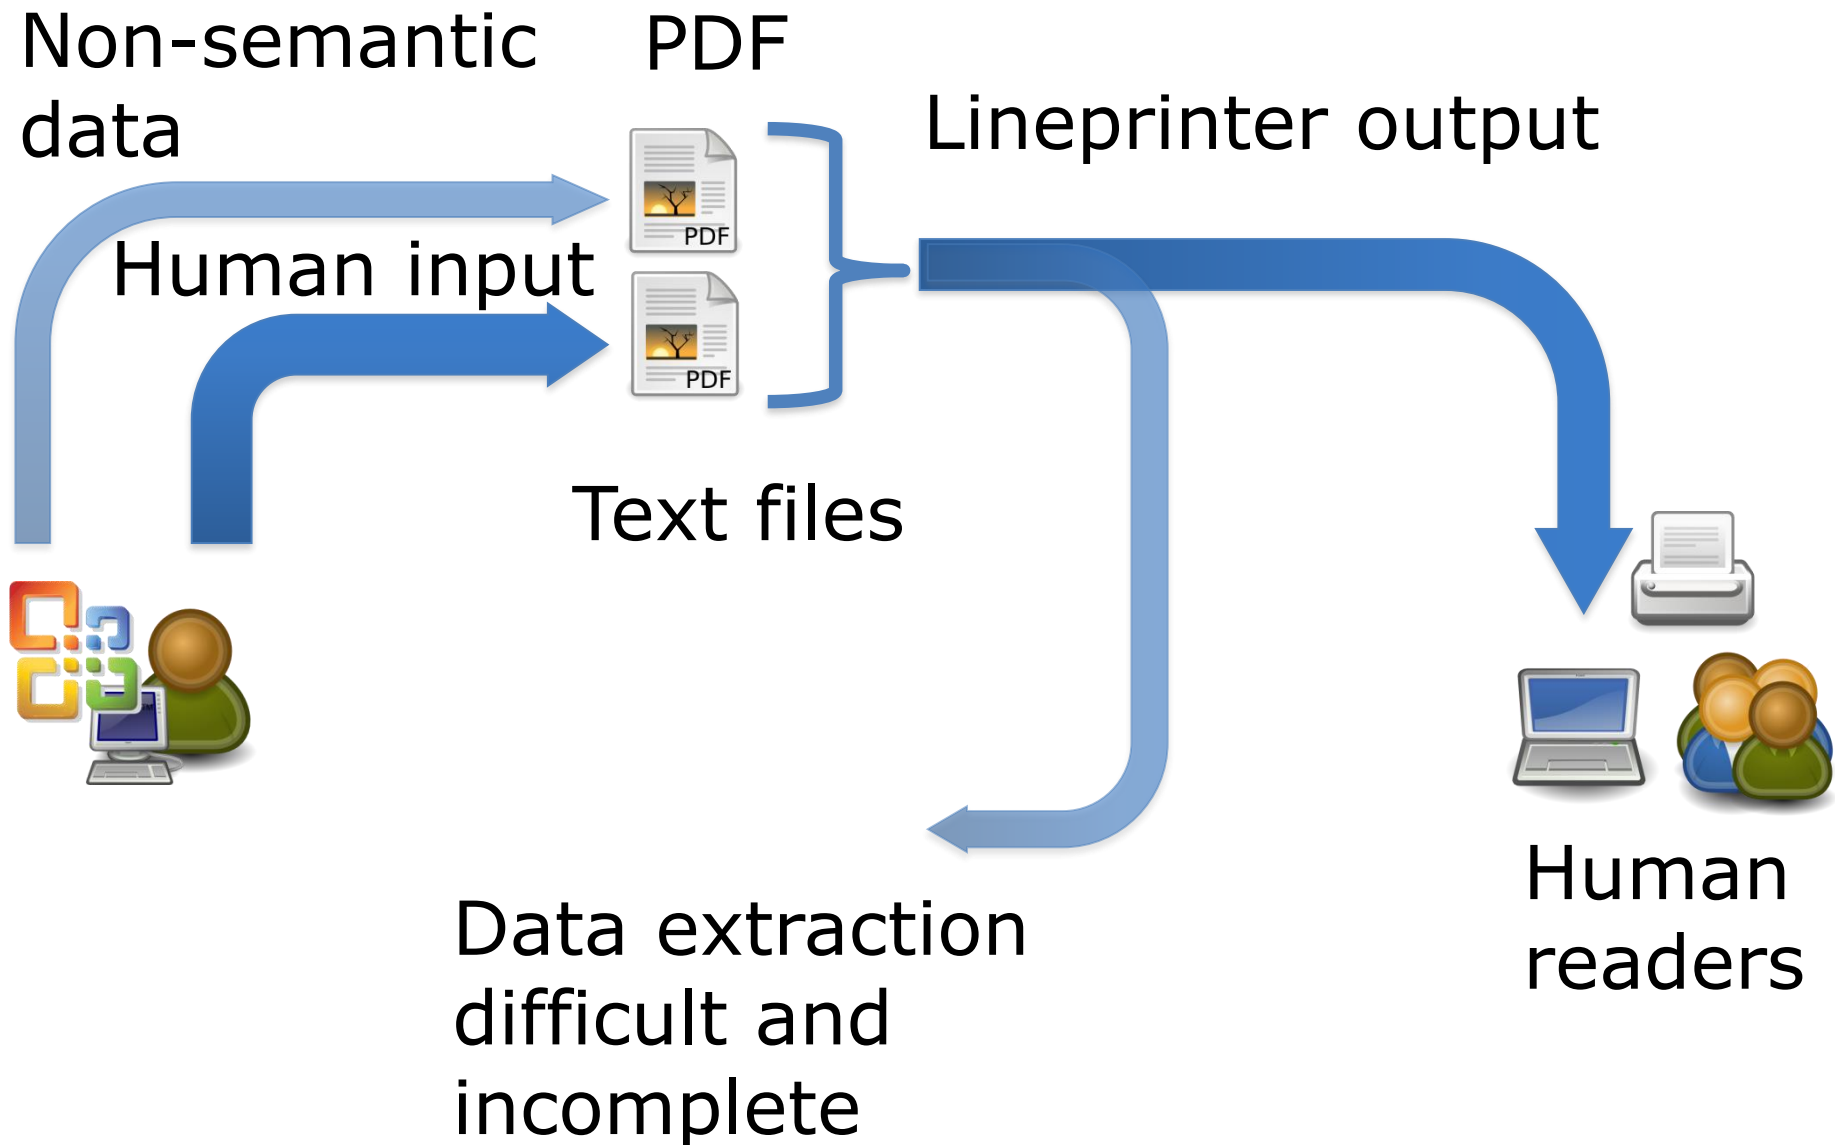 Non-semantic
data
PDF
Lineprinter output
PDF
Human input
PDF
Text files
Human
readers
Data extraction
difficult and
incomplete